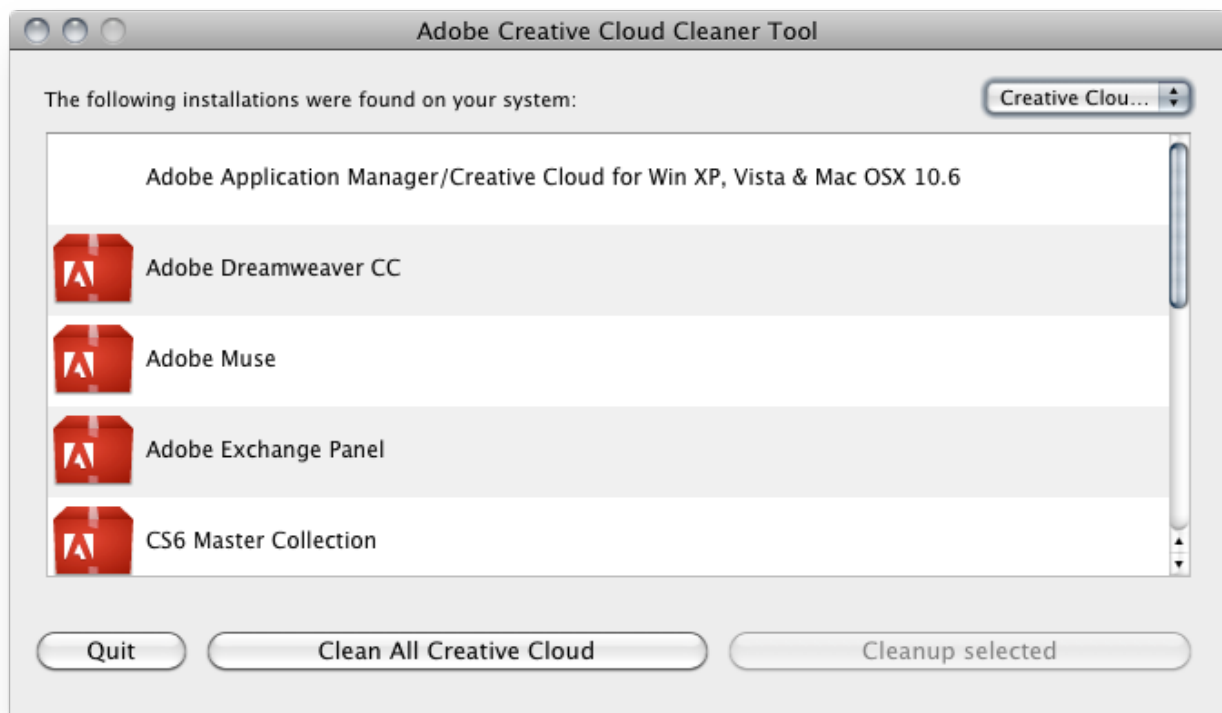 Adobe Creative Cloud Cleaner Tool
The following installations were found on your system:
Creative Clou...
Adobe Application Manager/Creative Cloud for Win XP, Vista & Mac OSX 10.6
Adobe Dreamweaver CC
Adobe Muse
Adobe Exchange Panel
CS6 Master Collection
Quit
Clean All Creative Cloud
Cleanup selected